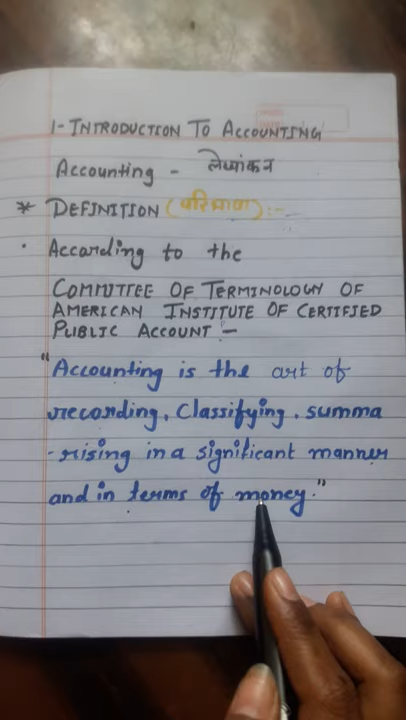 1- INTRODUCTION TO ACCOUNTING
Accounting - लेखांकन
* DEFINITION (परिभाषा) :-
· According to the
COMMITTEE OF TERMINOLOGY OF
AMERICAN INSTITUTE OF CERTIFIED
PUBLIC ACCOUNT :-
"Accounting is the art of
recording, Classifying, summa
-rising in a significant manner
and in terms of money."